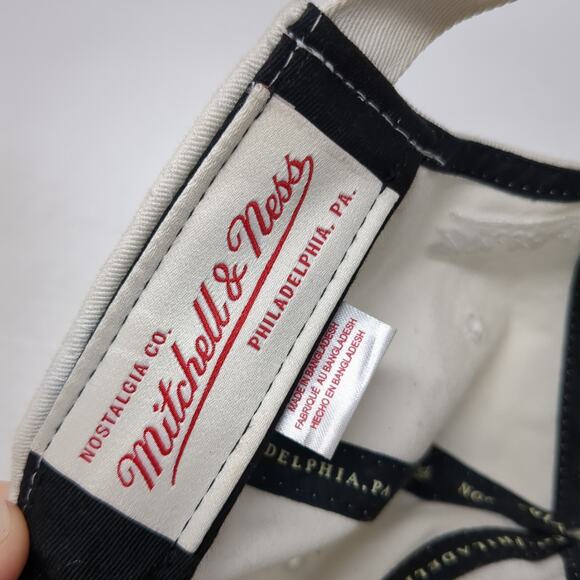 NOSTALGIA CO.
Mitchell & Ness
PHILADELPHIA, PA.
MADE IN BANGLADESH
FABRIQUÉ AU BANGLADESH
HECHO EN BANGLADESH
DELPHIA, PA